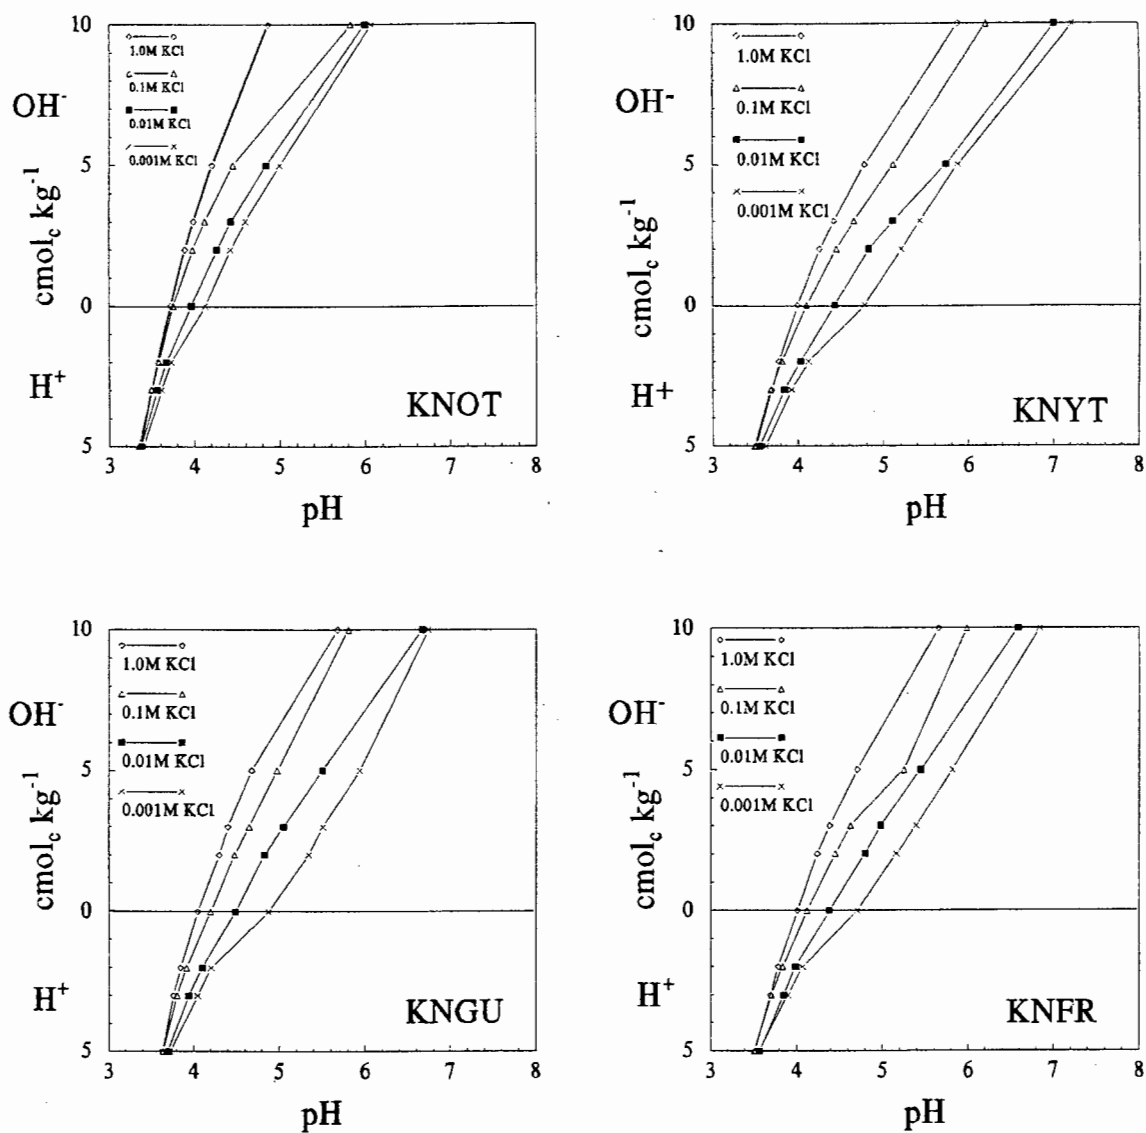 10
1.0M KCl
0.1M KCl
0.01M KCl
0.001M KCl
OH-
5
cmolc kg-1
0
H+
KNOT
5
3 4 5 6 7 8
pH
10
1.0M KCl
0.1M KCl
0.01M KCl
0.001M KCl
OH-
5
cmolc kg-1
0
H+
KNYT
5
3 4 5 6 7 8
pH
10
1.0M KCl
0.1M KCl
0.01M KCl
0.001M KCl
OH-
5
cmolc kg-1
0
H+
KNGU
5
3 4 5 6 7 8
pH
10
1.0M KCl
0.1M KCl
0.01M KCl
0.001M KCl
OH-
5
cmolc kg-1
0
H+
KNFR
5
3 4 5 6 7 8
pH